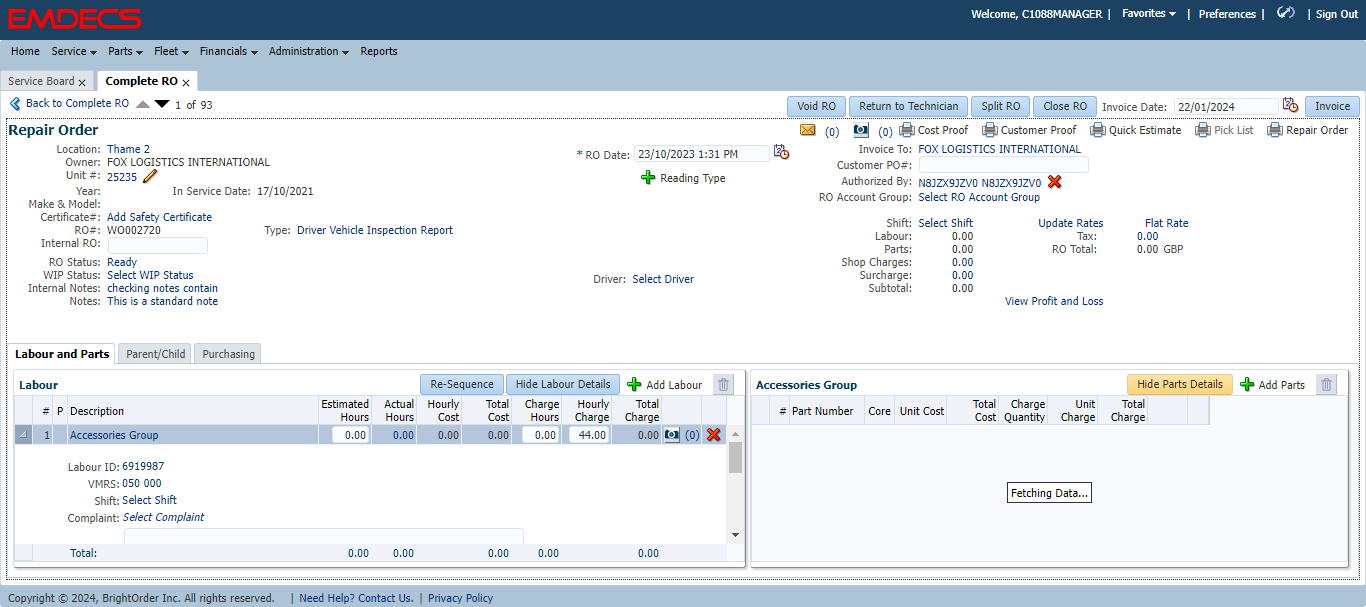 EMDECS
Welcome, C1088MANAGER | Favorites | Preferences | | Sign Out
Home Service Parts Fleet Financials Administration Reports
Service Board x Complete RO x
Back to Complete RO 1 of 93 Void RO Return to Technician Split RO Close RO Invoice Date: 22/01/2024 Invoice
Repair Order (0) (0) Cost Proof Customer Proof Quick Estimate Pick List Repair Order
Location: Thame 2 * RO Date: 23/10/2023 1:31 PM Invoice To: FOX LOGISTICS INTERNATIONAL
Owner: FOX LOGISTICS INTERNATIONAL Customer PO#:
Unit #: 25235 Reading Type Authorized By: N8JZX9JZV0 N8JZX9JZV0
Year: In Service Date: 17/10/2021 RO Account Group: Select RO Account Group
Make & Model:
Certificate#: Add Safety Certificate Shift: Select Shift Update Rates Flat Rate
RO#: WO002720 Type: Driver Vehicle Inspection Report Labour: 0.00 Tax: 0.00
Internal RO: Parts: 0.00 RO Total: 0.00 GBP
RO Status: Ready Shop Charges: 0.00
WIP Status: Select WIP Status Driver: Select Driver Surcharge: 0.00
Internal Notes: checking notes contain Subtotal: 0.00
Notes: This is a standard note View Profit and Loss
Labour and Parts Parent/Child Purchasing
Labour Re-Sequence Hide Labour Details Add Labour
# P Description Estimated Hours Actual Hours Hourly Cost Total Cost Charge Hours Hourly Charge Total Charge
1 Accessories Group 0.00 0.00 0.00 0.00 0.00 44.00 0.00 (0)
Labour ID: 6919987
VMRS: 050 000
Shift: Select Shift
Complaint: Select Complaint
Total: 0.00 0.00 0.00 0.00 0.00
Accessories Group Hide Parts Details Add Parts
# Part Number Core Unit Cost Total Cost Charge Quantity Unit Charge Total Charge
Fetching Data...
Copyright © 2024, BrightOrder Inc. All rights reserved. | Need Help? Contact Us. | Privacy Policy